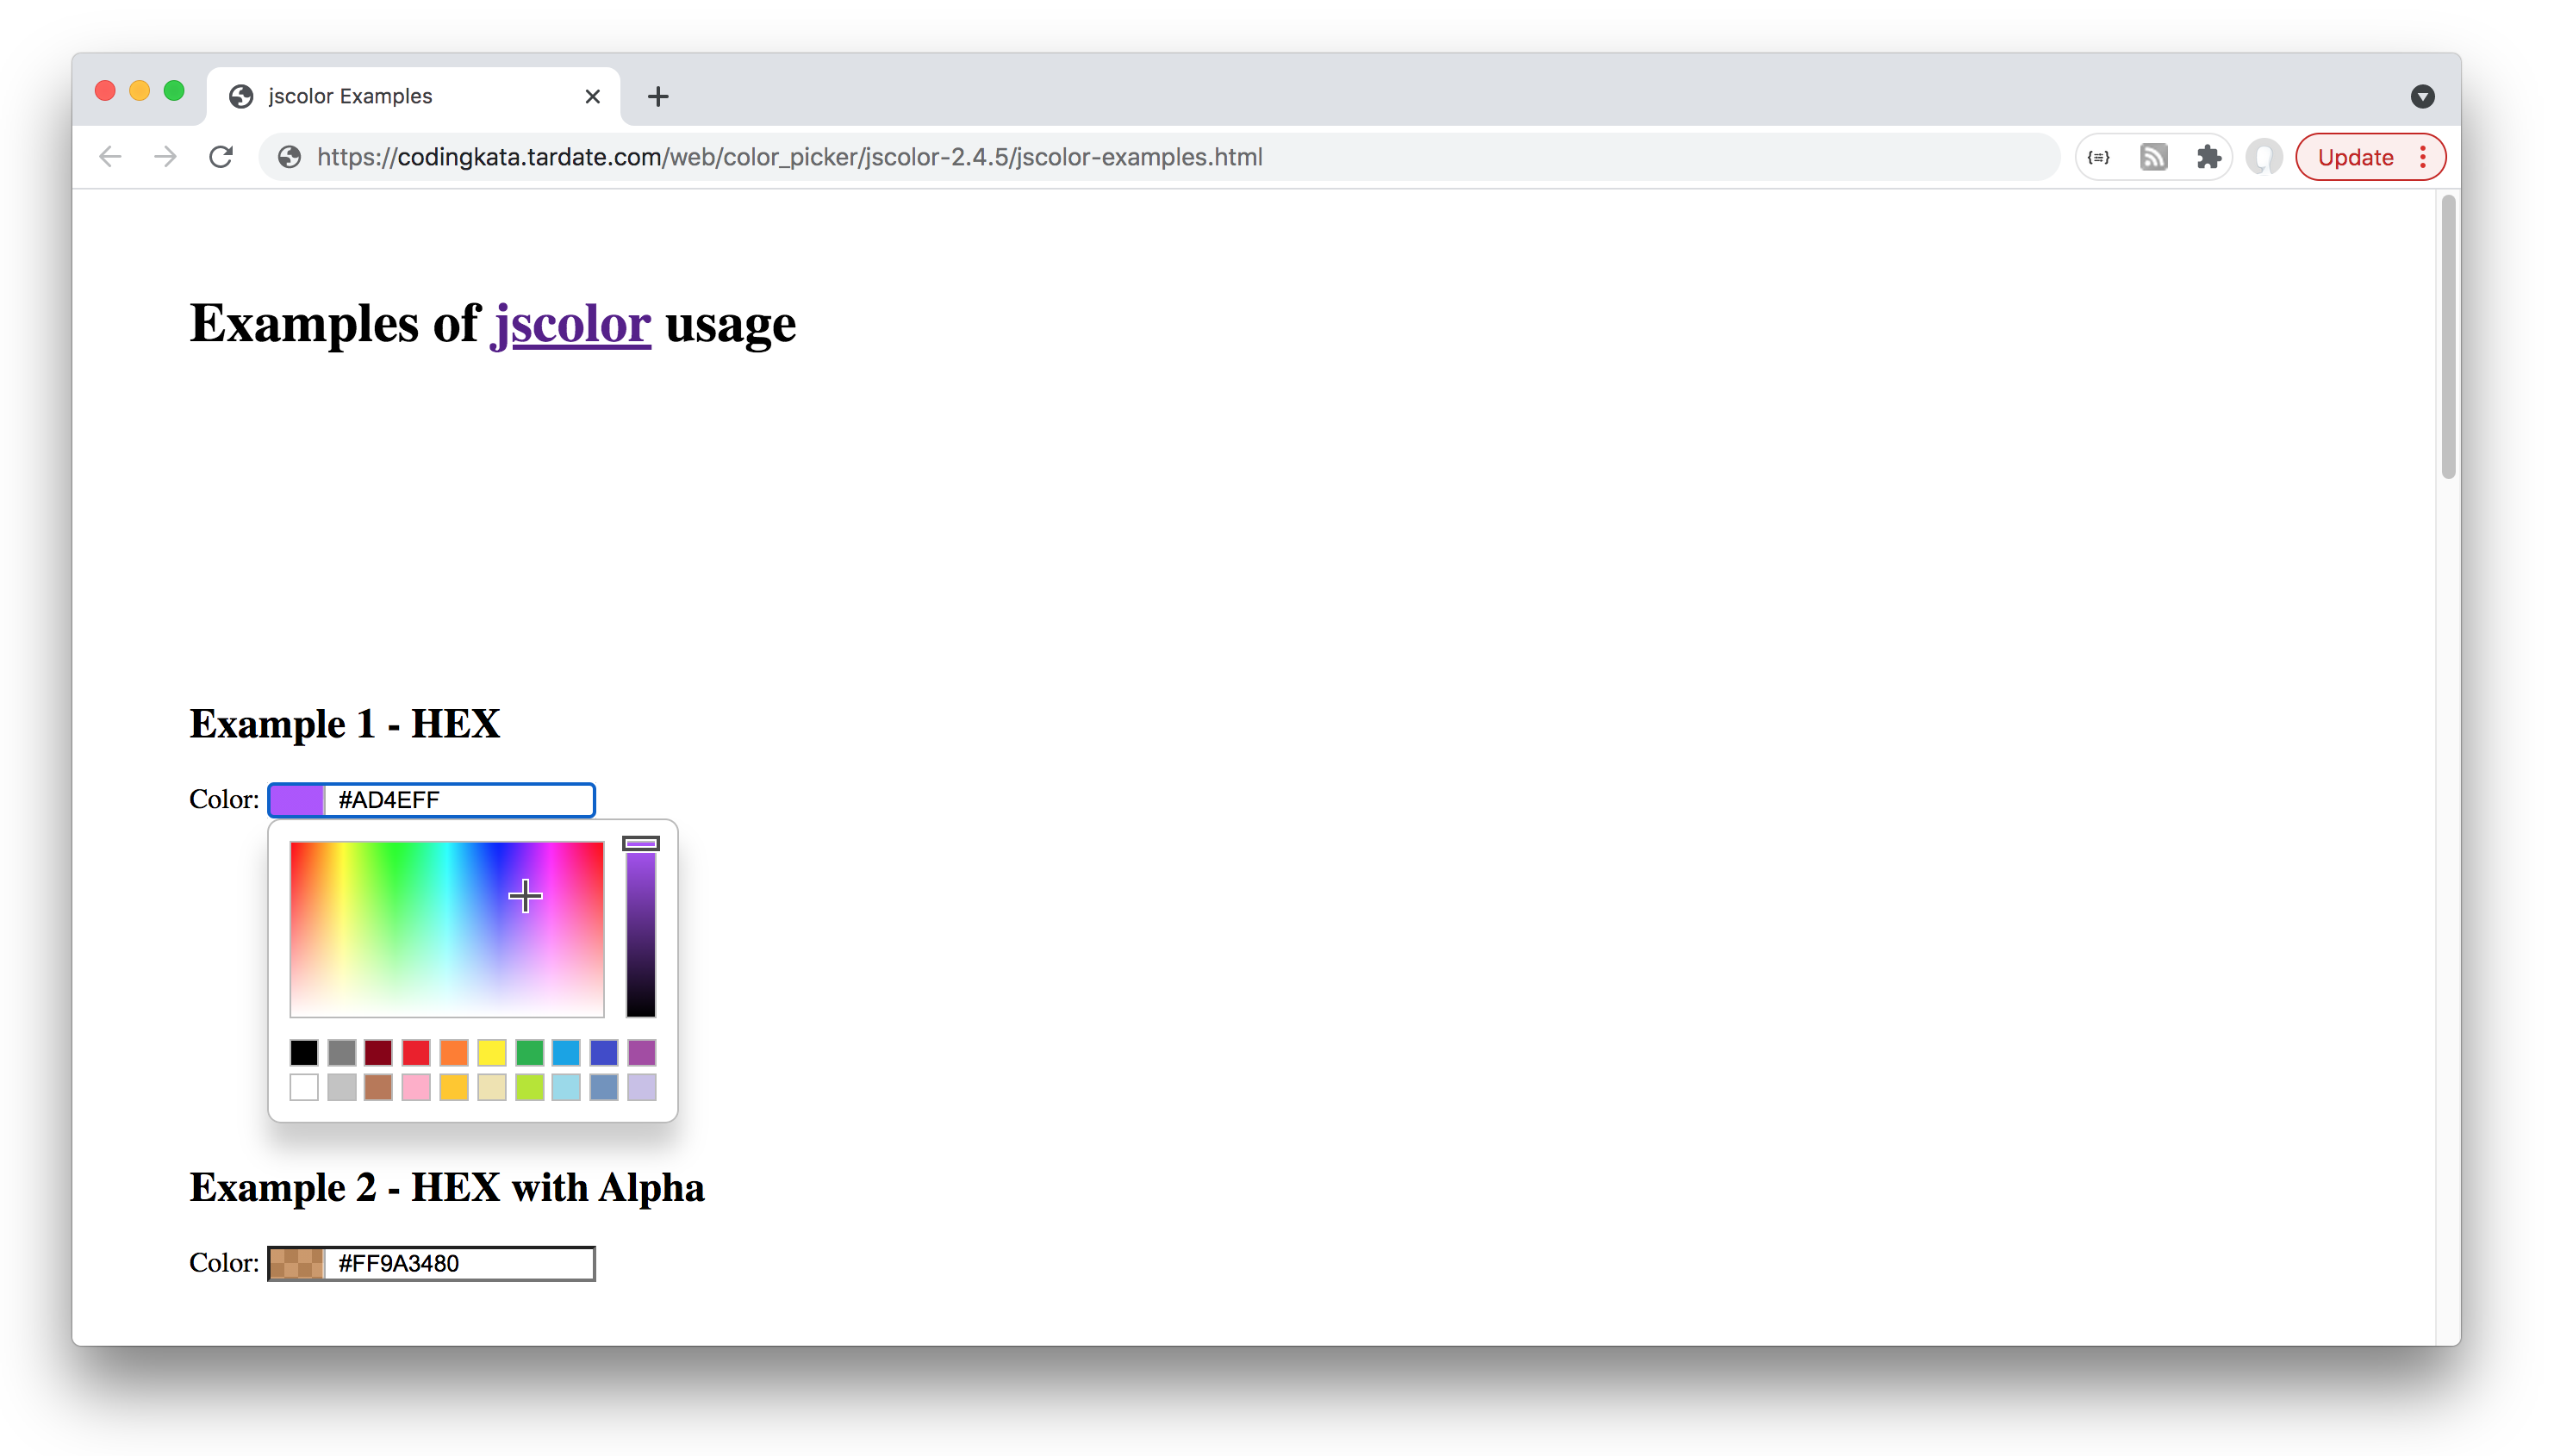 jscolor Examples
https://codingkata.tardate.com/web/color_picker/jscolor-2.4.5/jscolor-examples.html
Update
Examples of jscolor usage
Example 1 - HEX
Color: #AD4EFF
Example 2 - HEX with Alpha
Color: #FF9A3480